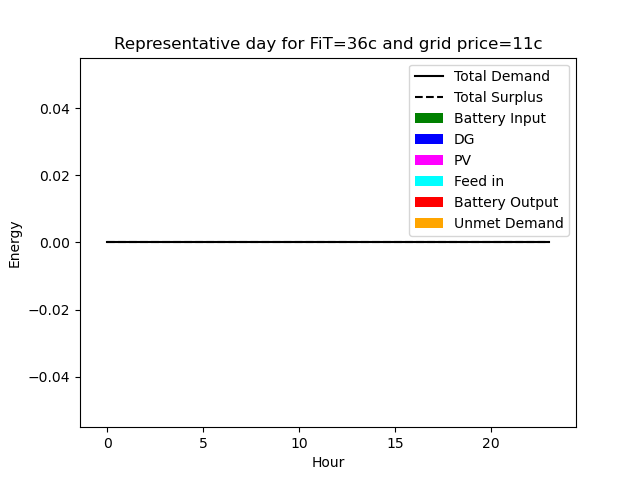 Representative day for FiT=36c and grid price=11c
Total Demand
Total Surplus
Battery Input
DG
PV
Feed in
Battery Output
Unmet Demand
Energy
0.04
0.02
0.00
−0.02
−0.04
0 5 10 15 20
Hour